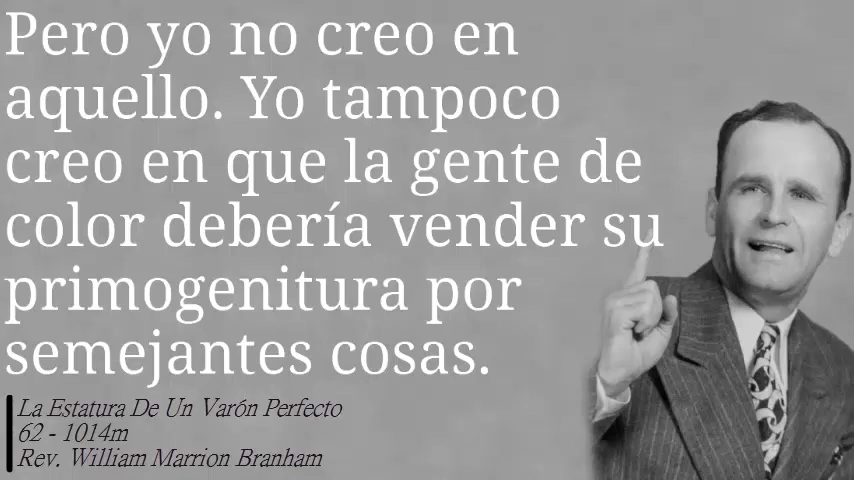 Pero yo no creo en
aquello. Yo tampoco
creo en que la gente de
color debería vender su
primogenitura por
semejantes cosas.
La Estatura De Un Varón Perfecto
62 - 1014m
Rev. William Marrion Branham